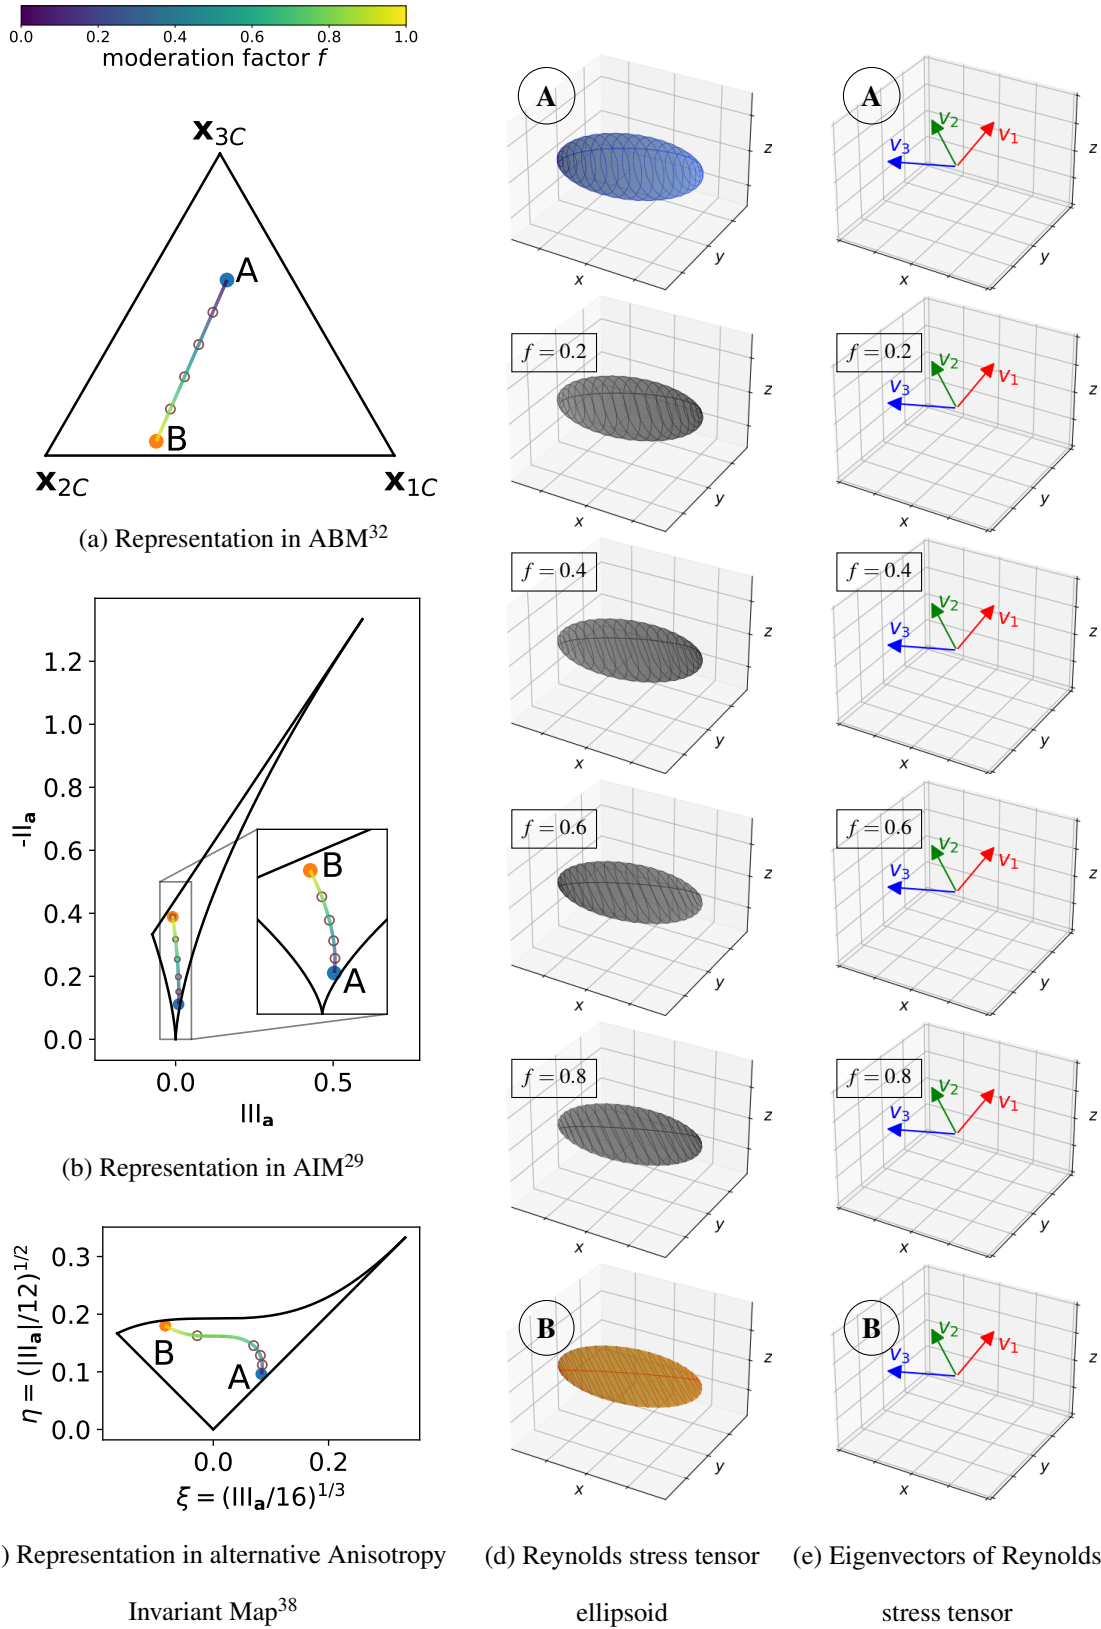 0.0 0.2 0.4 0.6 0.8 1.0
moderation factor f
x3C
A
B
x2C
x1C
(a) Representation in ABM32
1.2
1.0
0.8
0.6
0.4
0.2
0.0
-IIa
B
A
0.0 0.5
IIIa
(b) Representation in AIM29
0.3
0.2
0.1
0.0
η = (|IIa|/12)1/2
B
A
0.0 0.2
ξ = (IIIa/16)1/3
) Representation in alternative Anisotropy
Invariant Map38
A
z
y
x
f = 0.2
z
y
x
f = 0.4
z
y
x
f = 0.6
z
y
x
f = 0.8
z
y
x
B
z
y
x
(d) Reynolds stress tensor
ellipsoid
A
v3 v2 v1
z
y
x
f = 0.2
v3 v2 v1
z
y
x
f = 0.4
v3 v2 v1
z
y
x
f = 0.6
v3 v2 v1
z
y
x
f = 0.8
v3 v2 v1
z
y
x
B
v3 v2 v1
z
y
x
(e) Eigenvectors of Reynolds
stress tensor